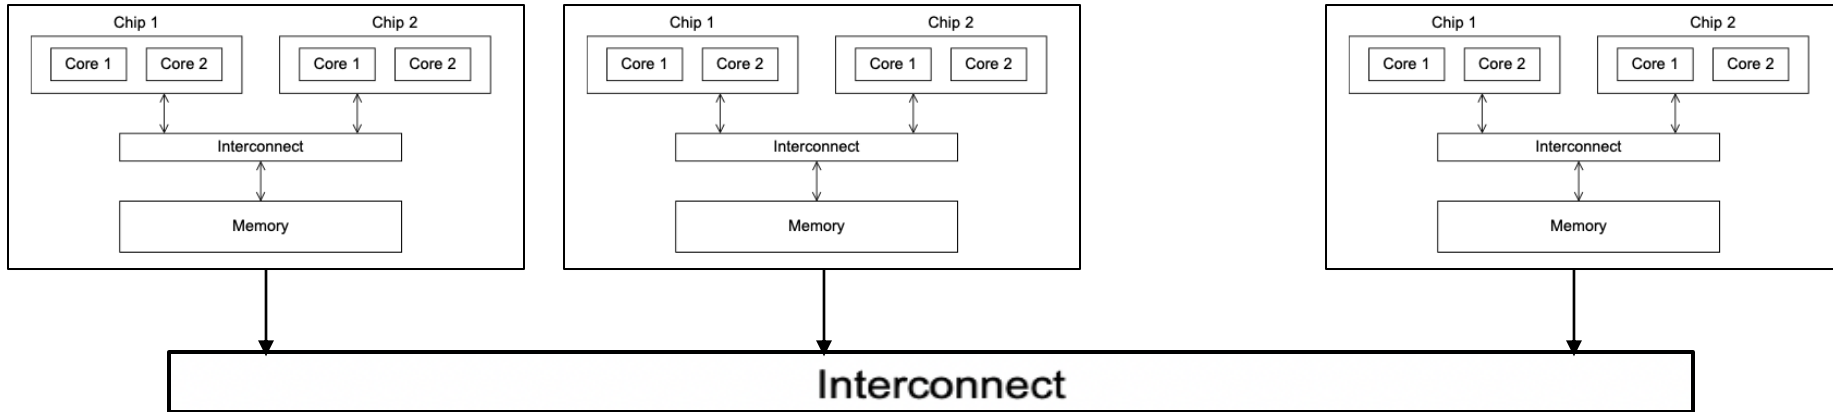 Chip 1 Chip 2 Chip 1 Chip 2 Chip 1 Chip 2
Core 1 Core 2 Core 1 Core 2 Core 1 Core 2 Core 1 Core 2 Core 1 Core 2 Core 1 Core 2
Interconnect Interconnect Interconnect
Memory Memory Memory
Interconnect